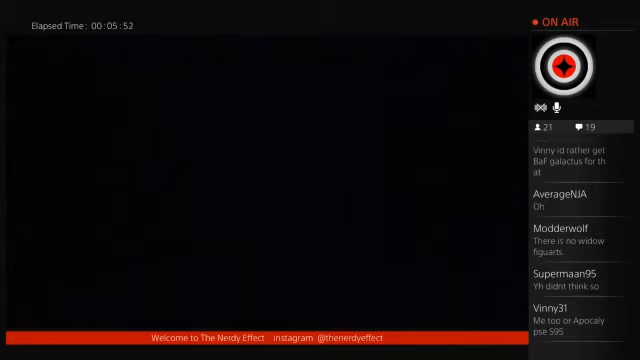 Elapsed Time: 00:05:52
ON AIR
21
19
Vinny id rather get
BaF galactus for th
at
AverageNJA
Oh
Modderwolf
There is no widow
figuarts.
Supermaan95
Yh didnt think so
Vinny31
Me too or Apocaly
pse S95
Welcome to The Nerdy Effect instagram @thenerdyeffect